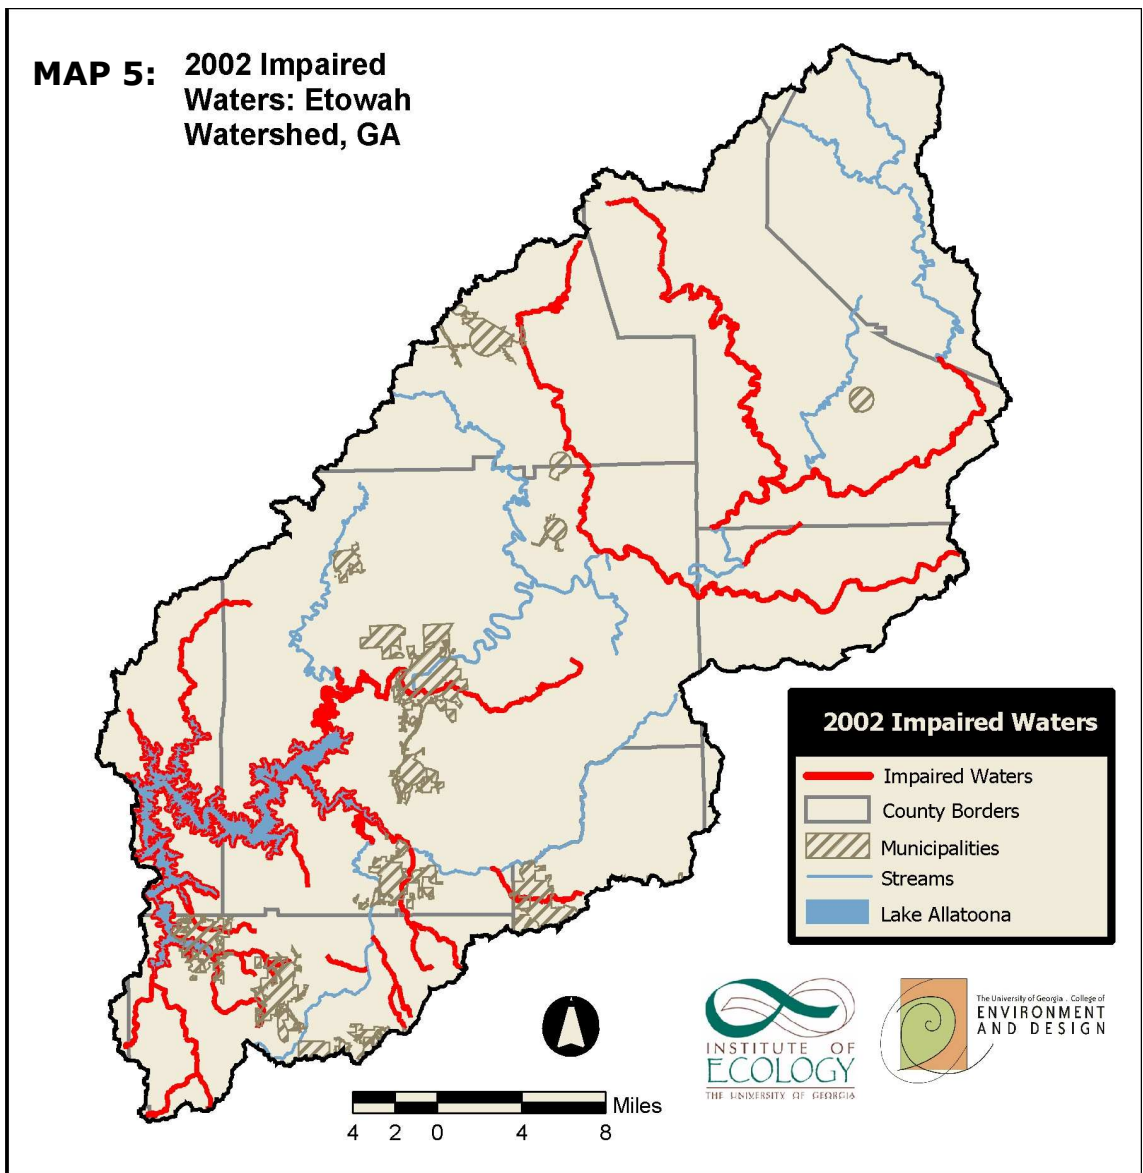 MAP 5:
2002 Impaired
Waters: Etowah
Watershed, GA
2002 Impaired Waters
Impaired Waters
County Borders
Municipalities
Streams
Lake Allatoona
INSTITUTE OF
ECOLOGY
THE UNIVERSITY OF GEORGIA
The University of Georgia . College of
ENVIRONMENT
AND DESIGN
Miles
4 2 0 4 8